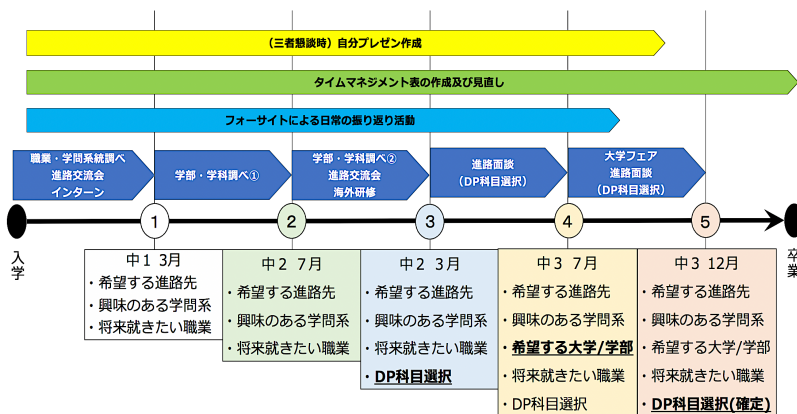 （三者懇談時）自分プレゼン作成
タイムマネジメント表の作成及び見直し
フォーサイトによる日常の振り返り活動
職業・学問系統調べ
進路交流会
インターン
学部・学科調べ①
学部・学科調べ②
進路交流会
海外研修
進路面談
（DP科目選択）
大学フェア
進路面談
（DP科目選択）
入学
1
2
3
4
5
卒業
中１ 3月
・希望する進路先
・興味のある学問系
・将来就きたい職業
中２ ７月
・希望する進路先
・興味のある学問系
・将来就きたい職業
中２ ３月
・希望する進路先
・興味のある学問系
・将来就きたい職業
・DP科目選択
中３ ７月
・希望する進路先
・興味のある学問系
・希望する大学/学部
・将来就きたい職業
・DP科目選択
中３ 12月
・希望する進路先
・興味のある学問系
・希望する大学/学部
・将来就きたい職業
・DP科目選択(確定)